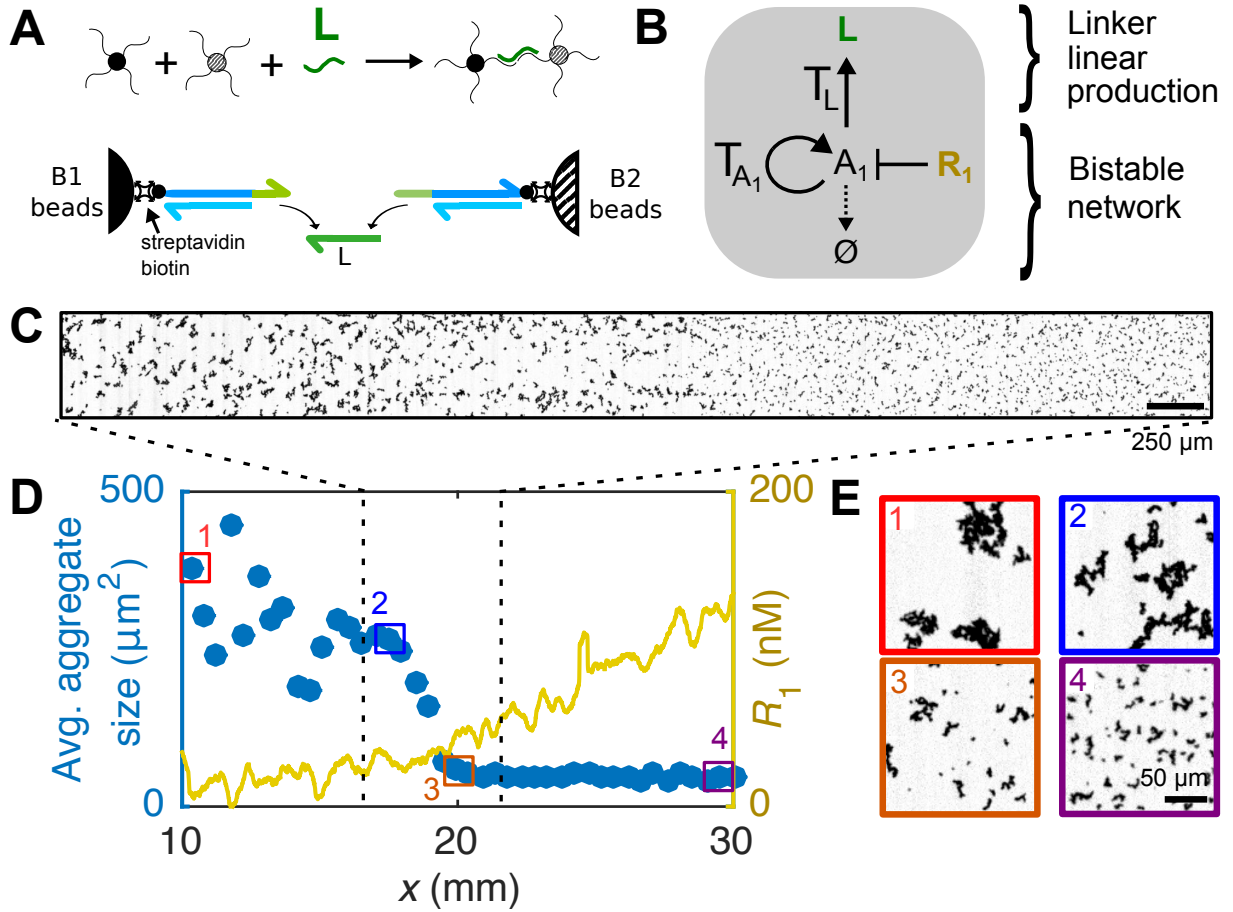 A
+
+
L
B1
beads
streptavidin
biotin
L
B2
beads
B
L
T_L
T_A₁
A₁
R₁
Ø
Linker
linear
production
Bistable
network
C
250 µm
D
Avg. aggregate
size (µm²)
500
0
1
2
3
4
200
0
R₁ (nM)
10
20
30
x (mm)
E
1
2
3
4
50 µm